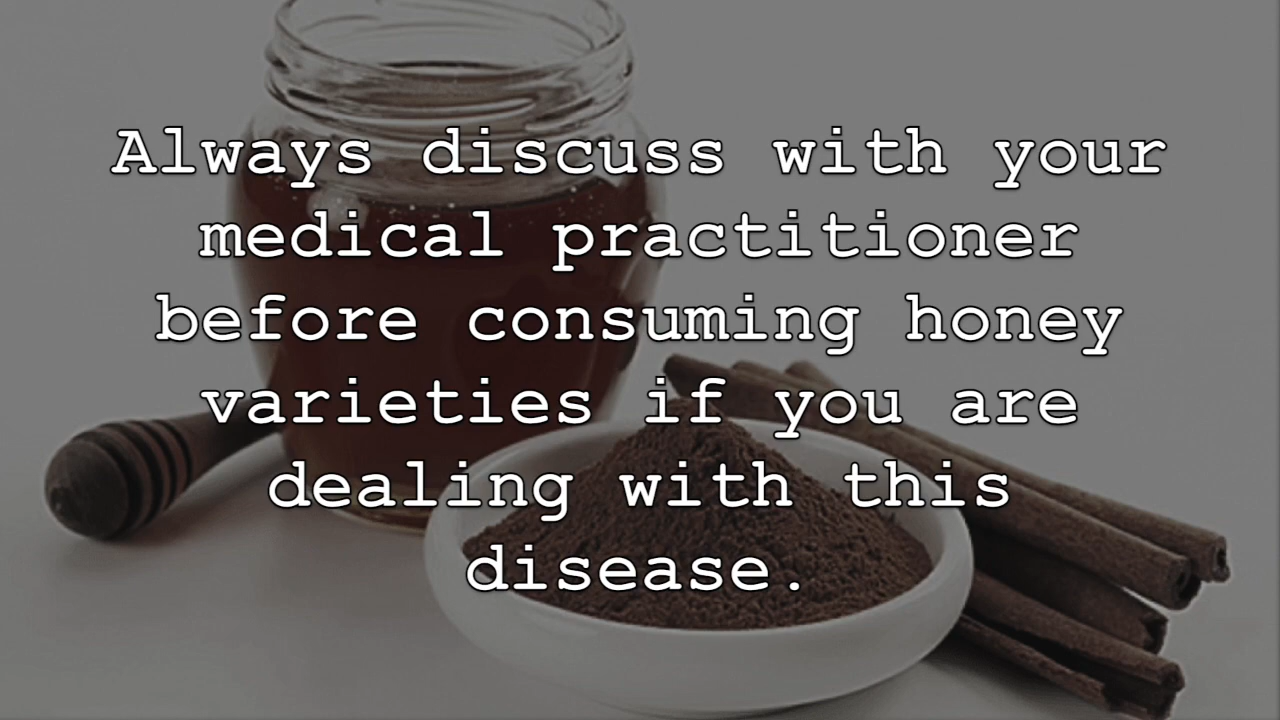 Always discuss with your
medical practitioner
before consuming honey
varieties if you are
dealing with this
disease.